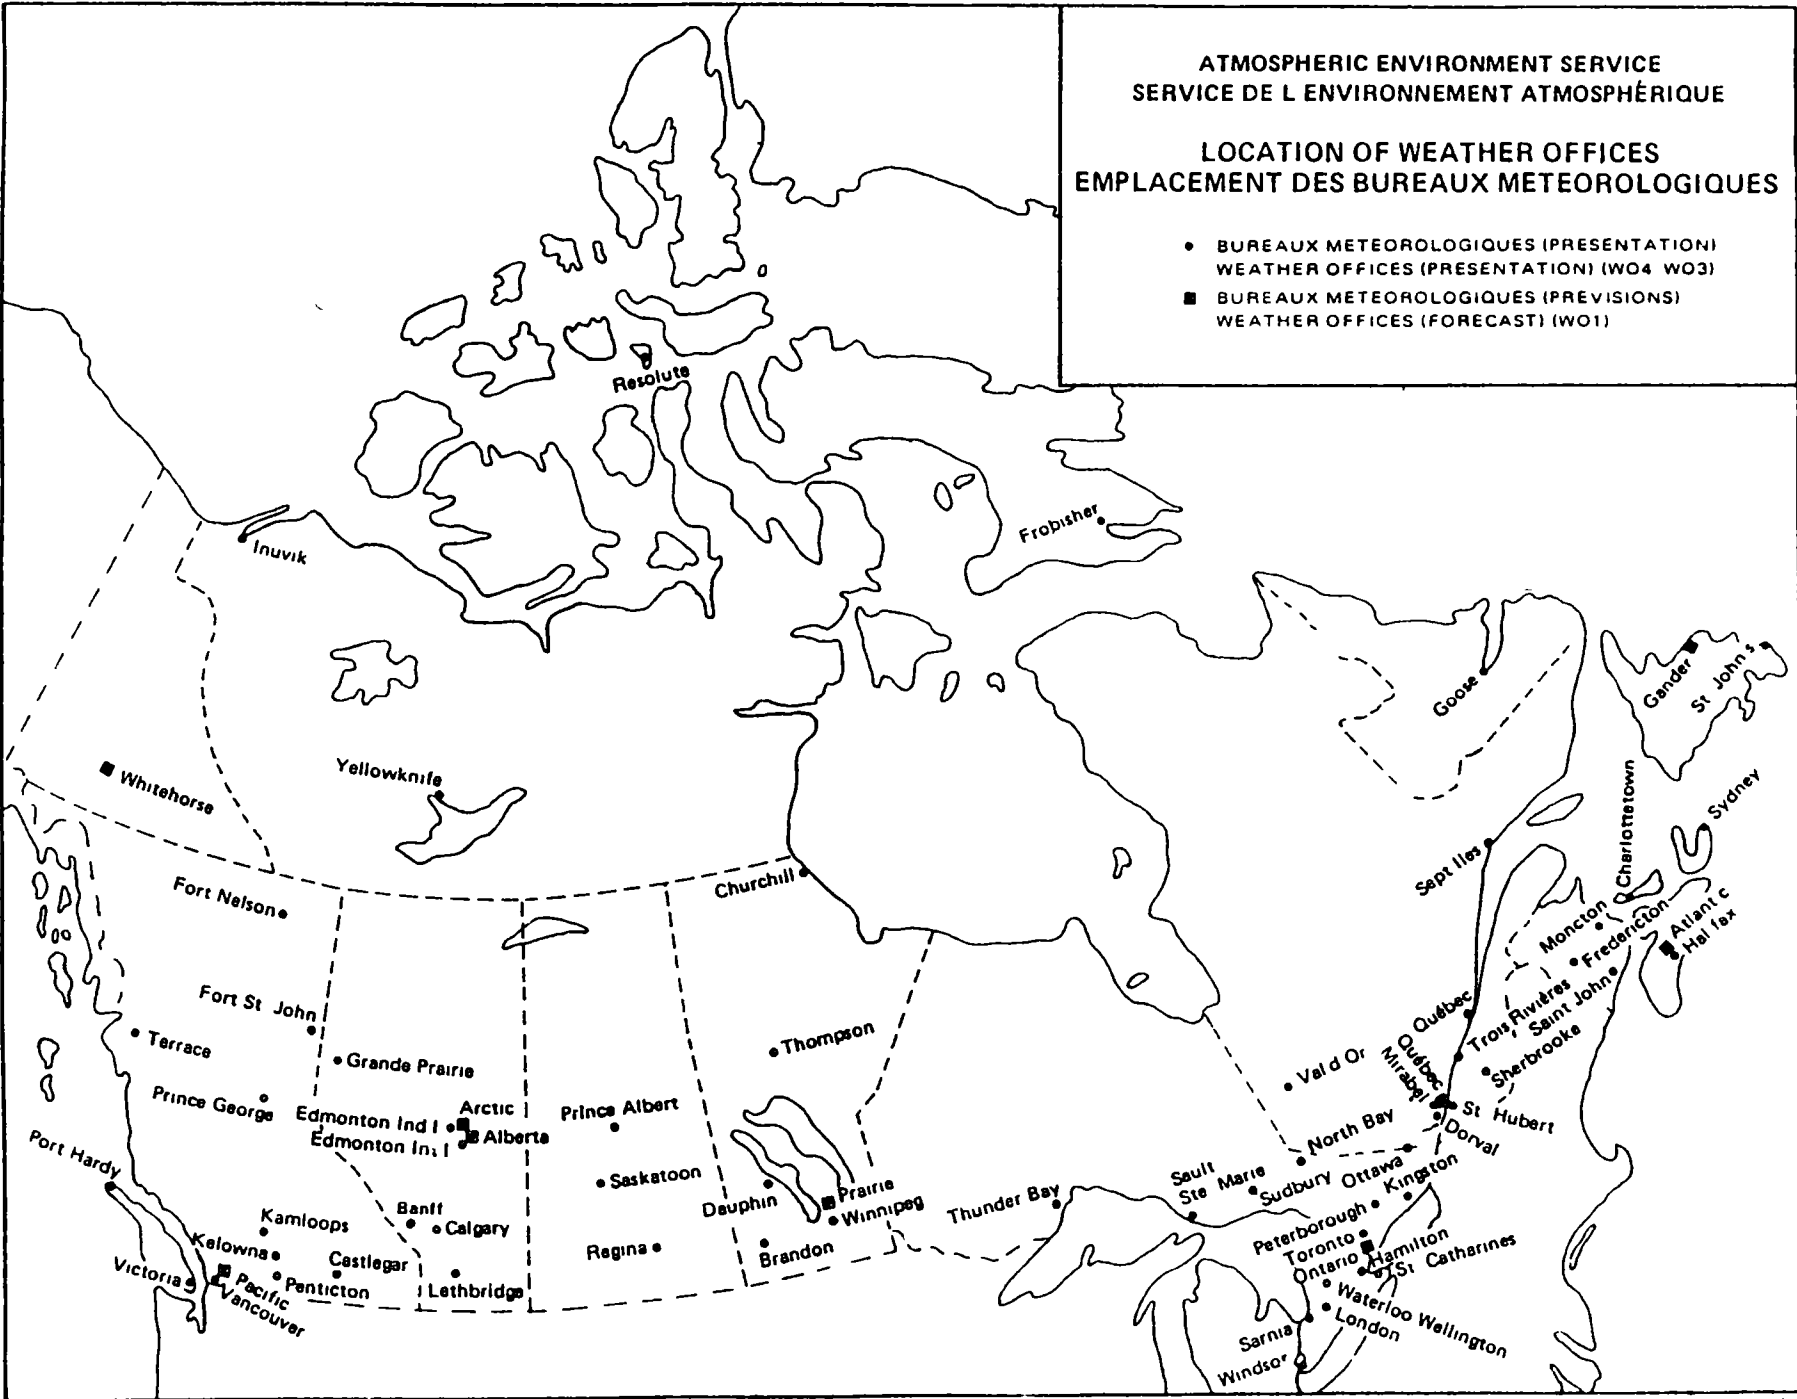 ATMOSPHERIC ENVIRONMENT SERVICE
SERVICE DE L ENVIRONNEMENT ATMOSPHÉRIQUE
LOCATION OF WEATHER OFFICES
EMPLACEMENT DES BUREAUX METEOROLOGIQUES
BUREAUX METEOROLOGIQUES (PRESENTATION)
WEATHER OFFICES (PRESENTATION) (WO4 WO3)
BUREAUX METEOROLOGIQUES (PREVISIONS)
WEATHER OFFICES (FORECAST) (WO1)
Resolute
Frobisher
Inuvik
Goose
Gander
St John s
Whitehorse
Yellowknife
Charlottetown
Sydney
Sept Iles
Churchill
Fort Nelson
Moncton
Fredericton
Atlant c
Hal fax
Fort St John
Terrace
Grande Prairie
Thompson
Québec
Trois Rivières
Saint John
Sherbrooke
Val d Or
Québec
Mirabel
St Hubert
Dorval
Prince George
Edmonton Ind l
Arctic
Alberta
Edmonton In l
Prince Albert
Port Hardy
Saskatoon
Dauphin
Prairie
Winnipeg
Thunder Bay
Sault
Ste Marie
North Bay
Sudbury
Ottawa
Kingston
Kamloops
Banff
Calgary
Kelowna
Castlegar
Regina
Brandon
Peterborough
Toronto
Ontario
Hamilton
St Catharines
Victoria
Pacific
Vancouver
Penticton
Lethbridge
Waterloo Wellington
London
Sarnia
Windsor